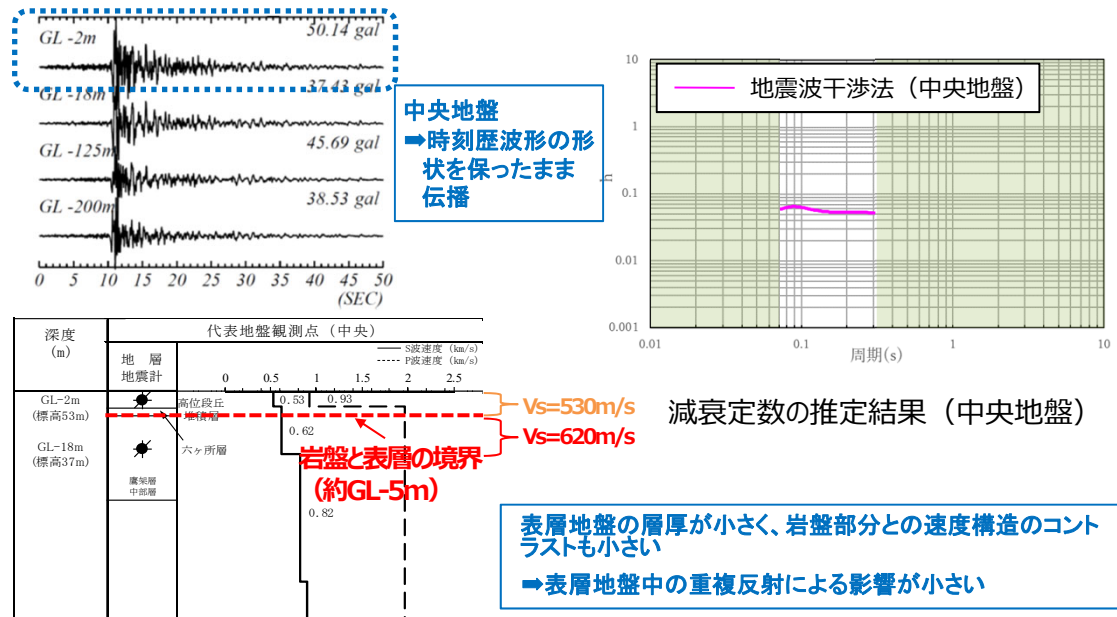 GL -2m
50.14 gal
GL -18m
37.43 gal
GL -125m
45.69 gal
GL -200m
38.53 gal
0 5 10 15 20 25 30 35 40 45 50
(SEC)
中央地盤
➡時刻歴波形の形
状を保ったまま
伝播
10
1
0.1
0.01
0.001
h
地震波干渉法（中央地盤）
0.01 0.1 1 10
周期(s)
減衰定数の推定結果（中央地盤）
深度
(m)
代表地盤観測点（中央）
地 層
地震計
S波速度 (km/s)
P波速度 (km/s)
0 0.5 1 1.5 2 2.5
GL-2m
(標高53m)
高位段丘
堆積層
0.53
0.93
Vs=530m/s
Vs=620m/s
0.62
GL-18m
(標高37m)
六ヶ所層
岩盤と表層の境界
（約GL-5m）
鷹架層
中部層
0.82
表層地盤の層厚が小さく、岩盤部分との速度構造のコント
ラストも小さい
➡表層地盤中の重複反射による影響が小さい